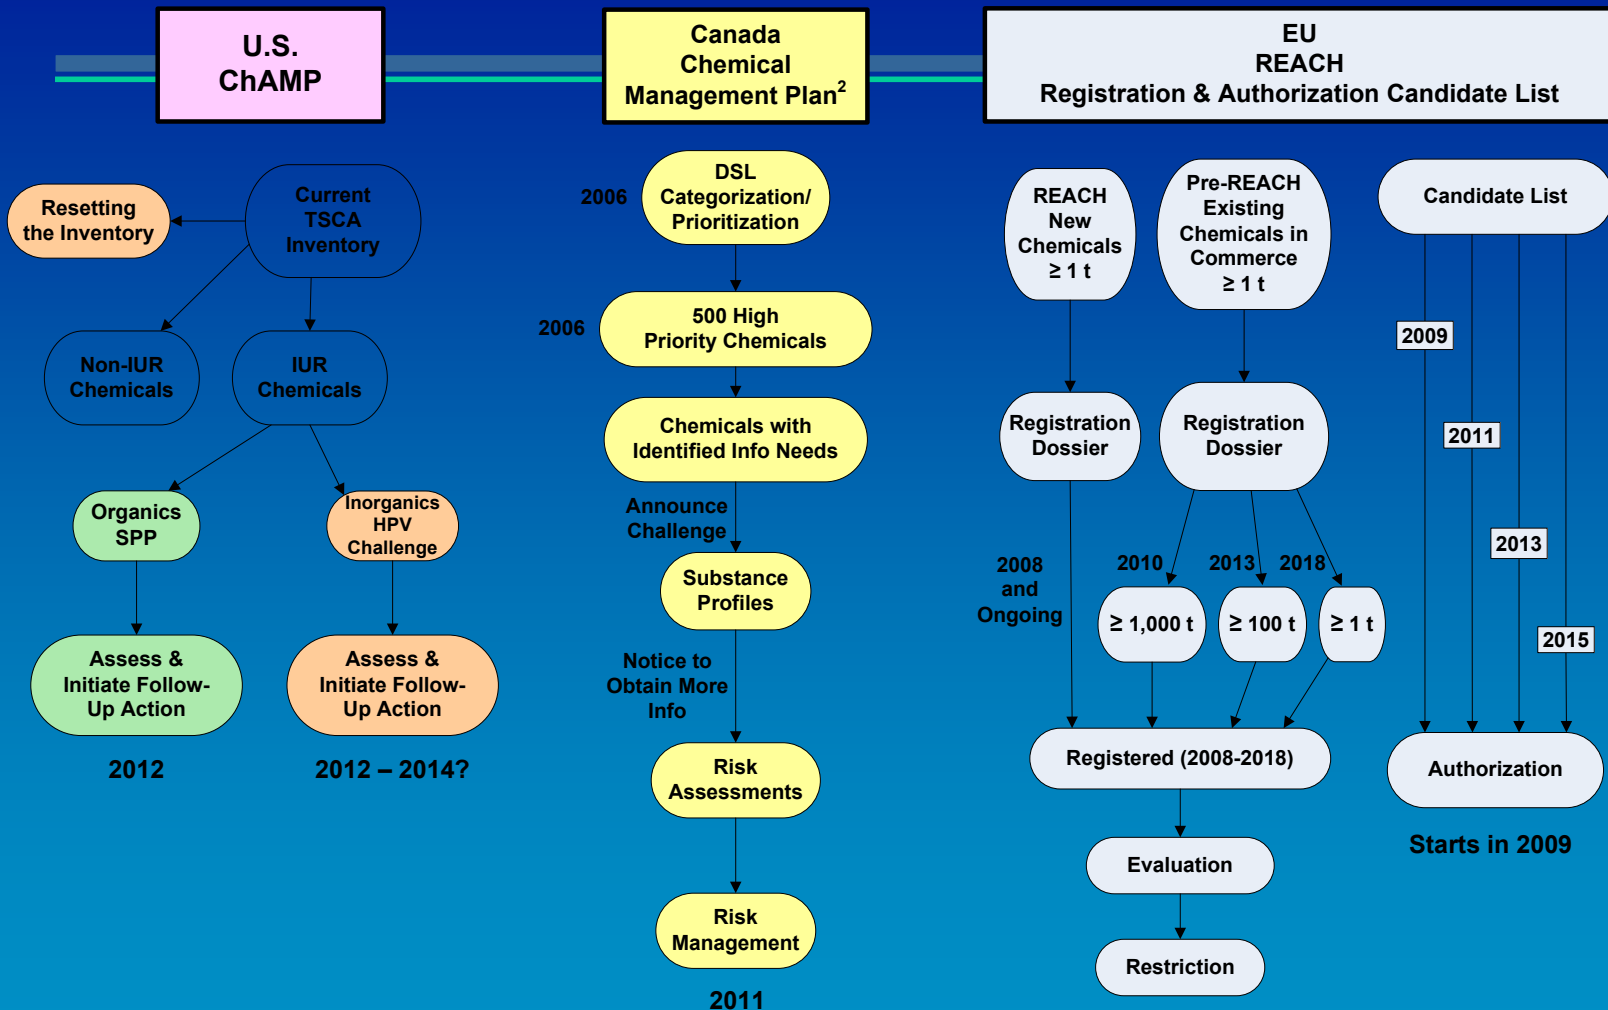 U.S.
ChAMP
Canada
Chemical
Management Plan2
EU
REACH
Registration & Authorization Candidate List
Resetting
the Inventory
Current
TSCA
Inventory
Non-IUR
Chemicals
IUR
Chemicals
Organics
SPP
Inorganics
HPV
Challenge
Assess &
Initiate Follow-
Up Action
Assess &
Initiate Follow-
Up Action
2012
2012 – 2014?
2006
DSL
Categorization/
Prioritization
2006
500 High
Priority Chemicals
Chemicals with
Identified Info Needs
Announce
Challenge
Substance
Profiles
Notice to
Obtain More
Info
Risk
Assessments
Risk
Management
2011
REACH
New
Chemicals
≥ 1 t
Pre-REACH
Existing
Chemicals in
Commerce
≥ 1 t
Registration
Dossier
Registration
Dossier
2008
and
Ongoing
2010
2013
2018
≥ 1,000 t
≥ 100 t
≥ 1 t
Registered (2008-2018)
Evaluation
Restriction
Candidate List
2009
2011
2013
2015
Authorization
Starts in 2009